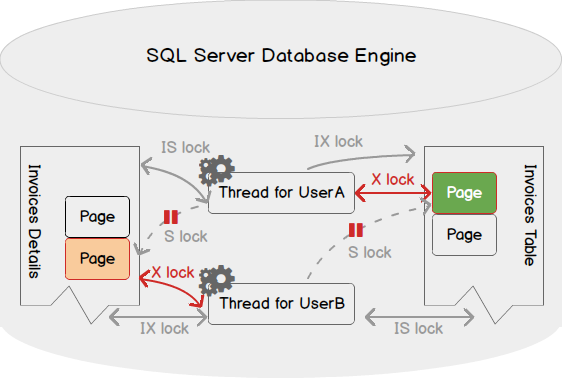 SQL Server Database Engine
IS lock
IX lock
Invoices Details
Thread for UserA
X lock
Page
Invoices Table
Page
S lock
Page
S lock
Page
X lock
Thread for UserB
IX lock
IS lock